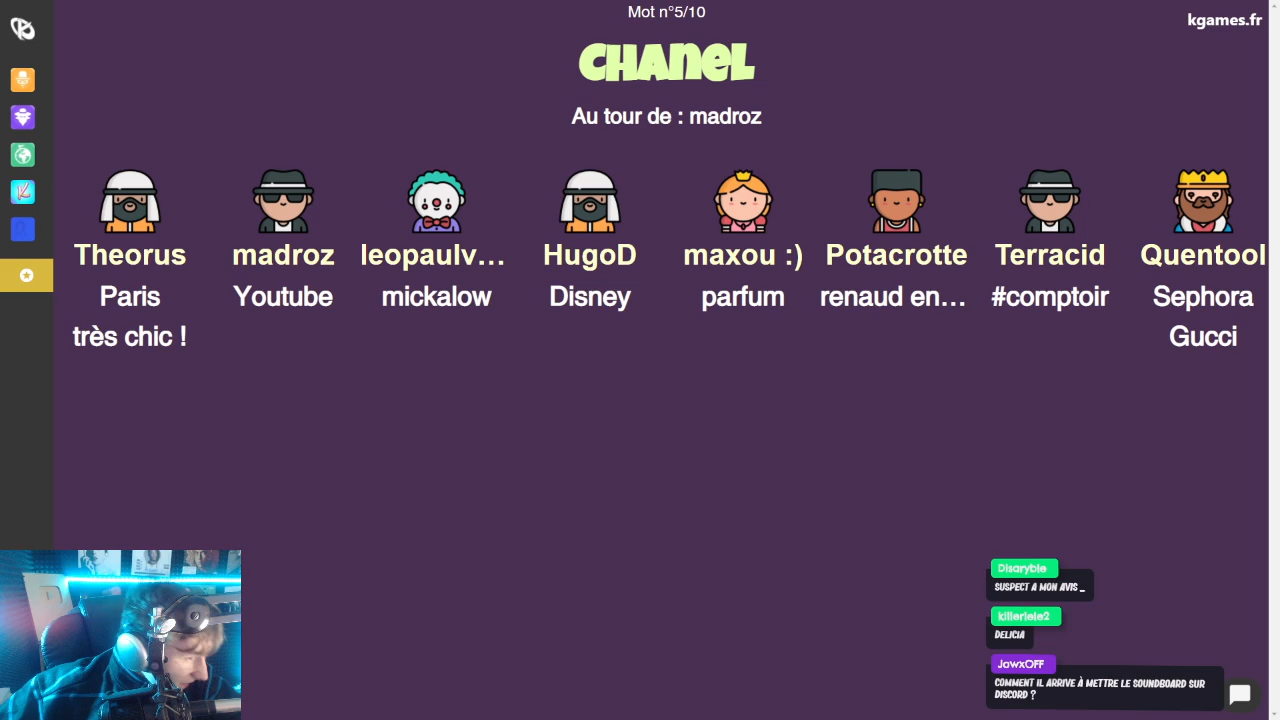 Mot n°5/10
kgames.fr
CHANEL
Au tour de : madroz
Theorus
madroz
leopaulv…
HugoD
maxou :)
Potacrotte
Terracid
Quentool
Paris
Youtube
mickalow
Disney
parfum
renaud en…
#comptoir
Sephora
très chic !
Gucci
Disaryble
SUSPECT A MON AVIS _
killerlele2
DELICIA
JawxOFF
COMMENT IL ARRIVE À METTRE LE SOUNDBOARD SUR
DISCORD ?